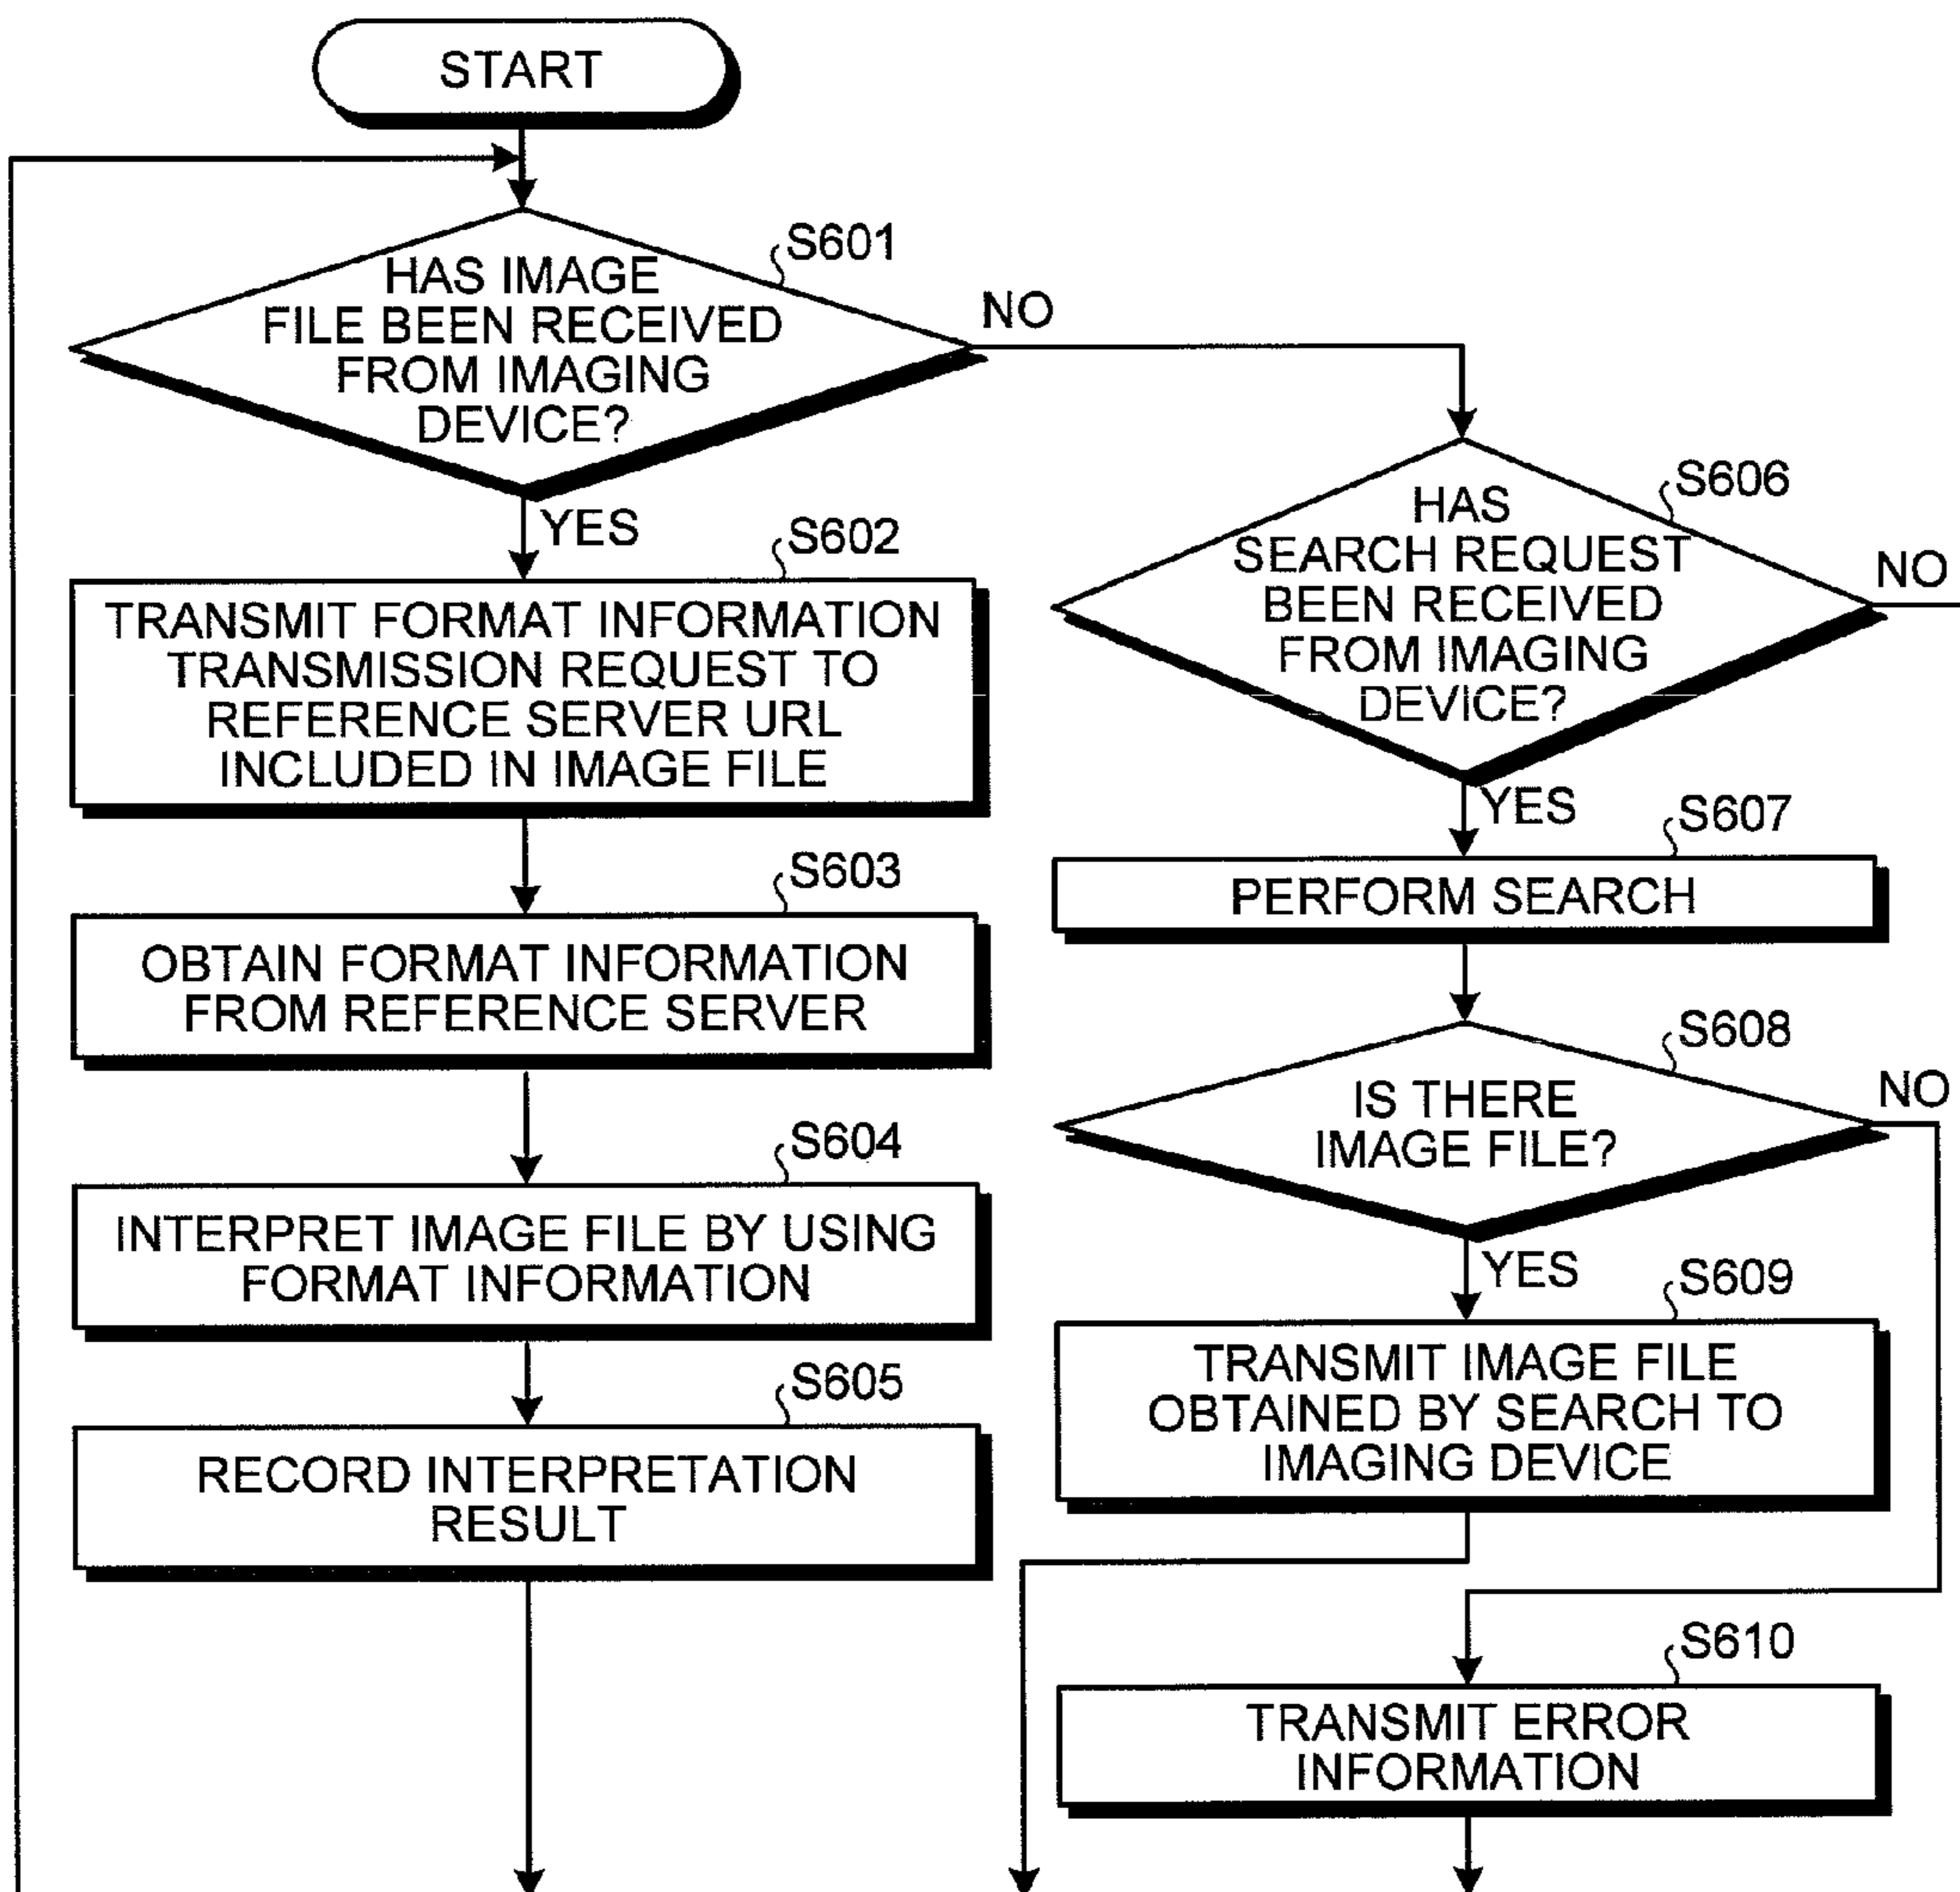 START
S601
HAS IMAGE
FILE BEEN RECEIVED
FROM IMAGING
DEVICE?
NO
YES
S602
TRANSMIT FORMAT INFORMATION
TRANSMISSION REQUEST TO
REFERENCE SERVER URL
INCLUDED IN IMAGE FILE
S603
OBTAIN FORMAT INFORMATION
FROM REFERENCE SERVER
S604
INTERPRET IMAGE FILE BY USING
FORMAT INFORMATION
S605
RECORD INTERPRETATION
RESULT
S606
HAS
SEARCH REQUEST
BEEN RECEIVED
FROM IMAGING
DEVICE?
NO
YES
S607
PERFORM SEARCH
S608
IS THERE
IMAGE FILE?
NO
YES
S609
TRANSMIT IMAGE FILE
OBTAINED BY SEARCH TO
IMAGING DEVICE
S610
TRANSMIT ERROR
INFORMATION